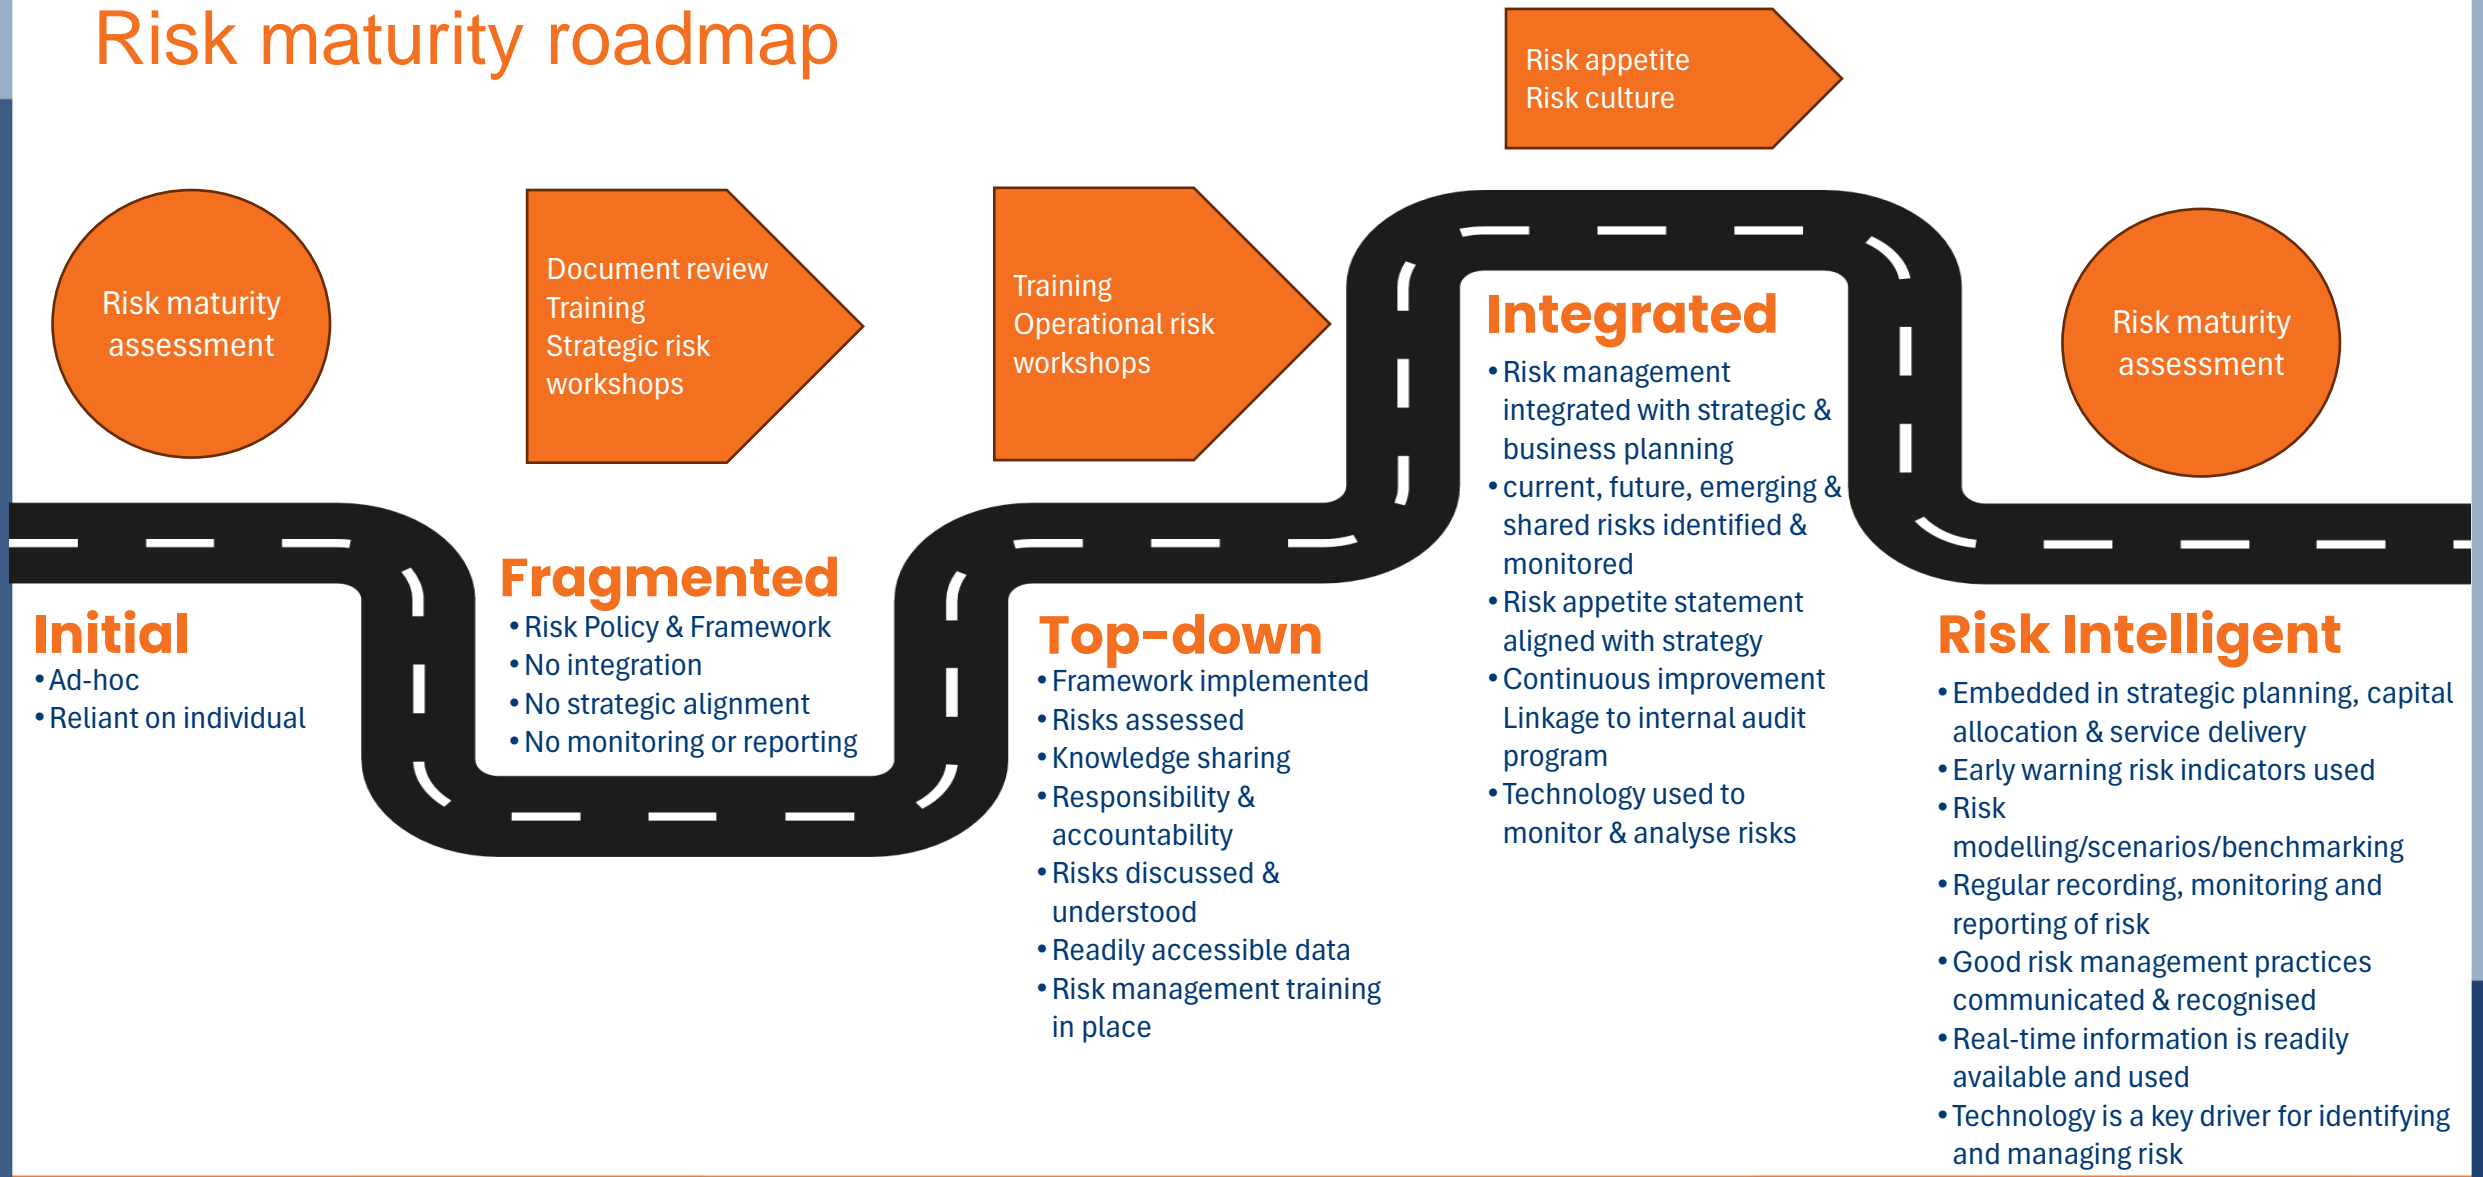 Risk maturity roadmap
Risk maturity
assessment
Document review
Training
Strategic risk
workshops
Training
Operational risk
workshops
Risk appetite
Risk culture
Risk maturity
assessment
Initial
•Ad-hoc
•Reliant on individual
Fragmented
•Risk Policy & Framework
•No integration
•No strategic alignment
•No monitoring or reporting
Top-down
•Framework implemented
•Risks assessed
•Knowledge sharing
•Responsibility &
accountability
•Risks discussed &
understood
•Readily accessible data
•Risk management training
in place
Integrated
•Risk management
integrated with strategic &
business planning
•current, future, emerging &
shared risks identified &
monitored
•Risk appetite statement
aligned with strategy
•Continuous improvement
Linkage to internal audit
program
•Technology used to
monitor & analyse risks
Risk Intelligent
•Embedded in strategic planning, capital
allocation & service delivery
•Early warning risk indicators used
•Risk
modelling/scenarios/benchmarking
•Regular recording, monitoring and
reporting of risk
•Good risk management practices
communicated & recognised
•Real-time information is readily
available and used
•Technology is a key driver for identifying
and managing risk